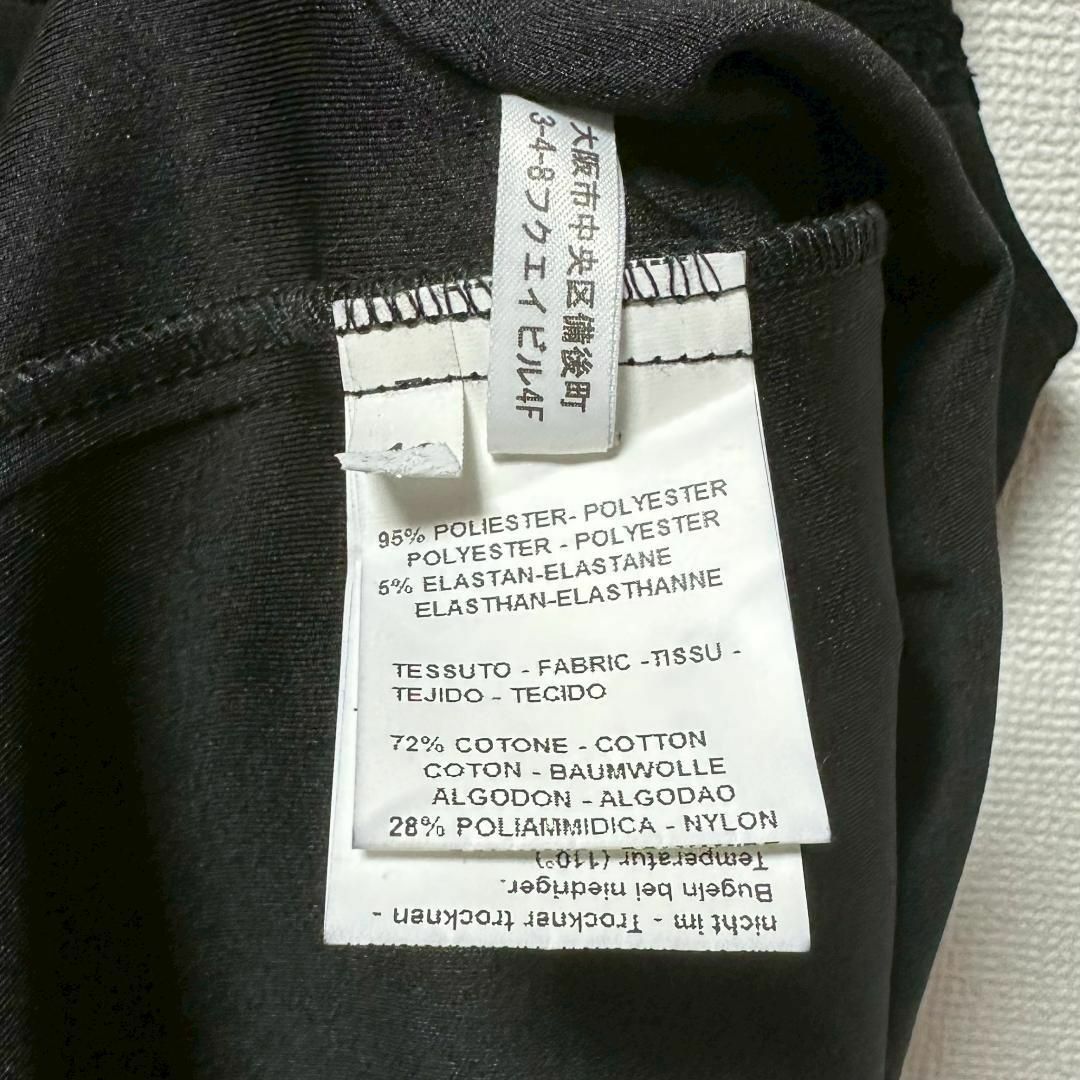 大阪市中央区備後町
3-4-8フクエイビル4F
95% POLIESTER- POLYESTER
POLYESTER - POLYESTER
5% ELASTAN-ELASTANE
ELASTHAN-ELASTHANNE
TESSUTO - FABRIC -TISSU -
TEJIDO - TECIDO
72% COTONE - COTTON
COTON - BAUMWOLLE
ALGODON - ALGODAO
28% POLIAMMIDICA - NYLON
nicht im - Trockner trocknen -
Bugeln bei niedriger.
Temperatur (110°)